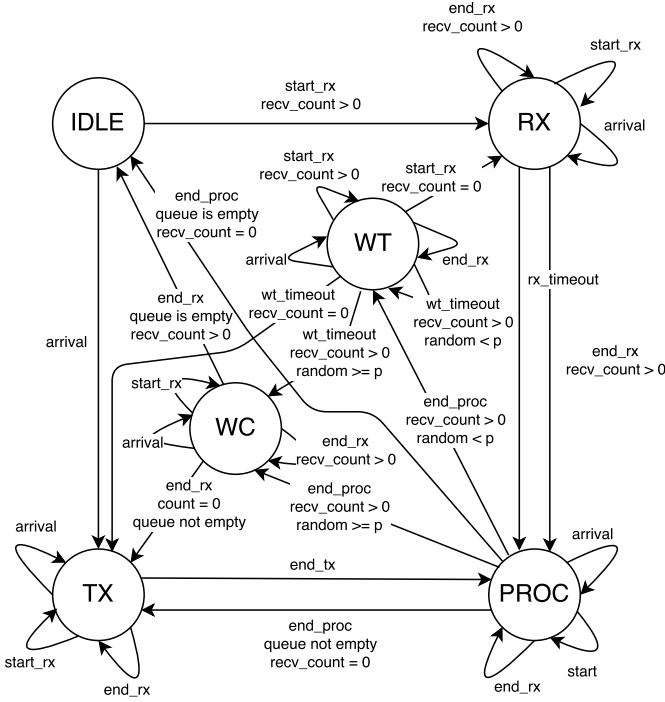 end_rx
recv_count > 0
start_rx
start_rx
recv_count > 0
IDLE
RX
arrival
start_rx
recv_count > 0
start_rx
recv_count = 0
end_proc
queue is empty
recv_count = 0
WT
arrival
end_rx
rx_timeout
end_rx
queue is empty
recv_count > 0
wt_timeout
recv_count = 0
wt_timeout
recv_count > 0
random < p
wt_timeout
recv_count > 0
random >= p
arrival
end_rx
recv_count > 0
start_rx
end_proc
recv_count > 0
random < p
WC
arrival
end_rx
recv_count > 0
end_rx
count = 0
queue not empty
end_proc
recv_count > 0
random >= p
arrival
arrival
end_tx
TX
PROC
end_proc
queue not empty
recv_count = 0
start_rx
end_rx
start
end_rx